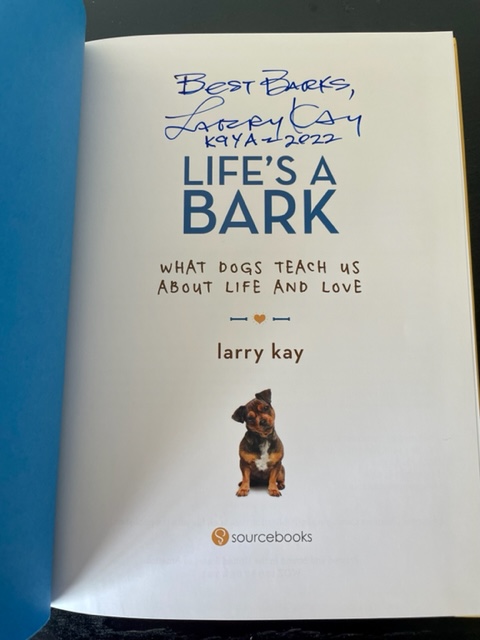 BEST BARKS,
LARRY KAY
K9YA - 2022
LIFE'S A
BARK
WHAT DOGS TEACH US
ABOUT LIFE AND LOVE
larry kay
sourcebooks